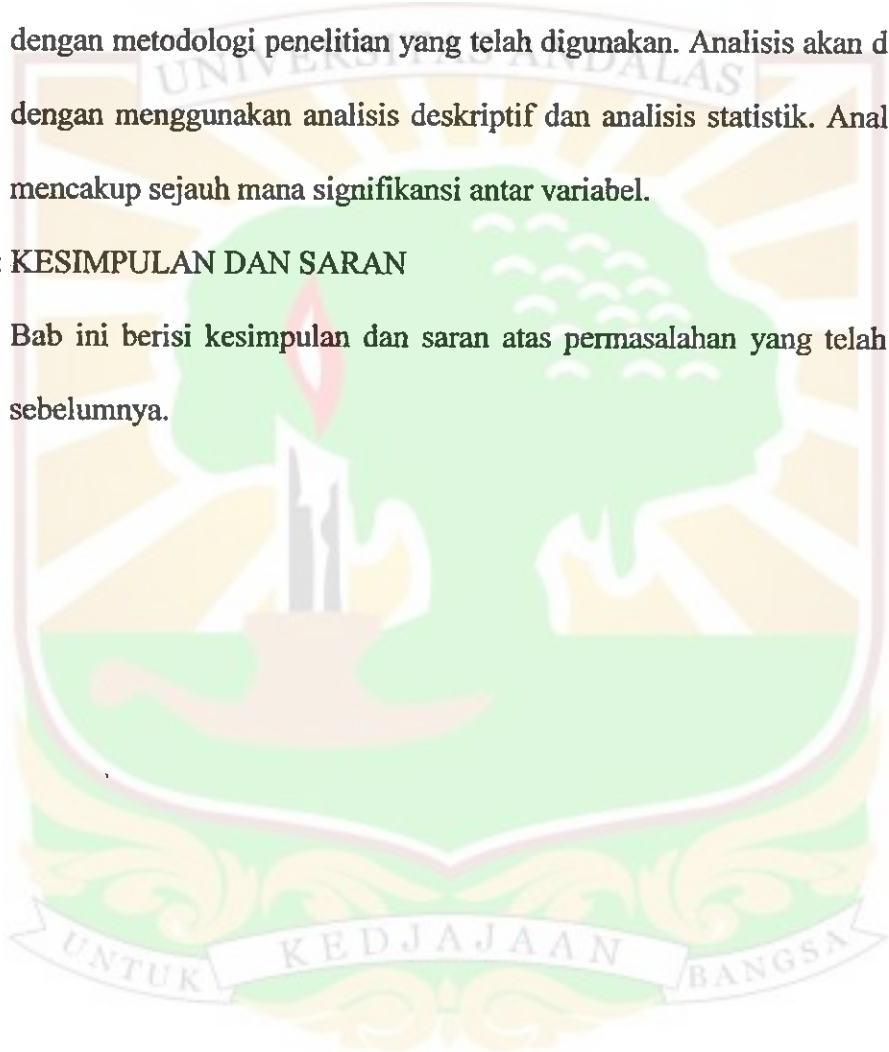 UNIVERSITAS ANDALAS
dengan metodologi penelitian yang telah digunakan. Analisis akan d
dengan menggunakan analisis deskriptif dan analisis statistik. Anal
mencakup sejauh mana signifikansi antar variabel.
: KESIMPULAN DAN SARAN
Bab ini berisi kesimpulan dan saran atas permasalahan yang telah
sebelumnya.
UNTUK KEDJAJAAN BANGSA